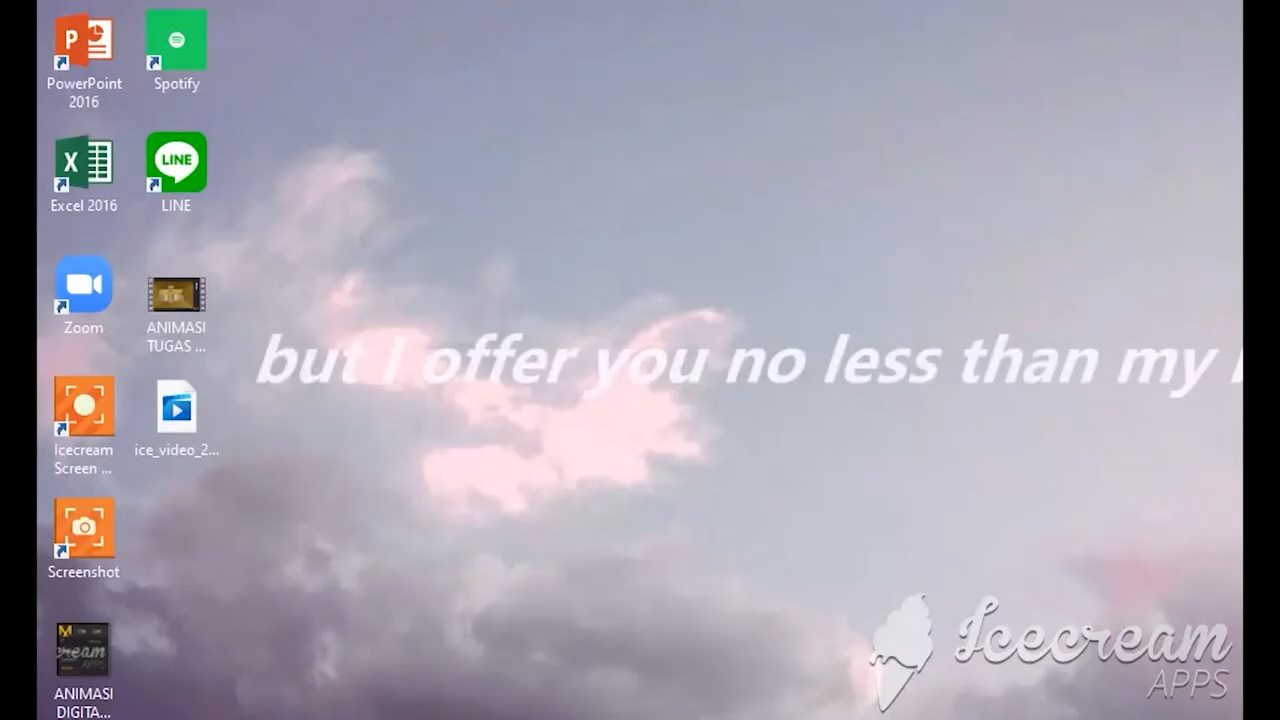 PowerPoint
2016
Spotify
Excel 2016
LINE
LINE
Zoom
ANIMASI
TUGAS ...
Icecream
Screen ...
ice_video_2...
Screenshot
ANIMASI
DIGITA...
but I offer you no less than my
Icecream
APPS